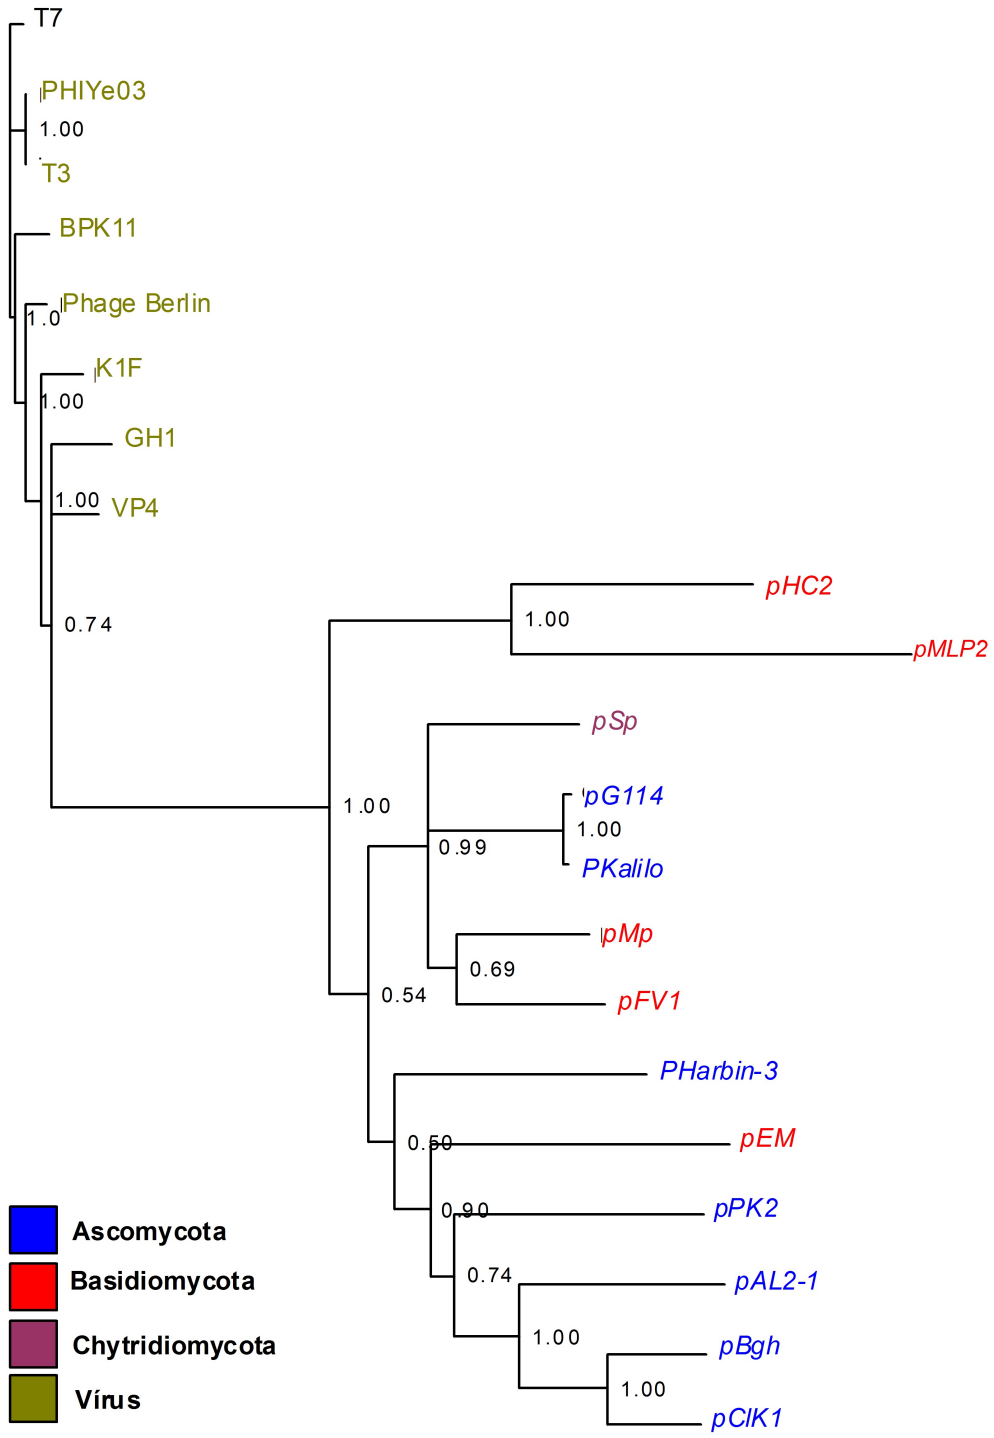 T7
PHIYe03
1.00
T3
BPK11
Phage Berlin
1.0
K1F
1.00
GH1
1.00
VP4
pHC2
1.00
0.74
pMLP2
pSp
pG114
1.00
1.00
0.99
PKalilo
pMp
0.69
0.54
pFV1
PHarbin-3
0.50
pEM
0.90
pPK2
Ascomycota
0.74
Basidiomycota
pAL2-1
1.00
Chytridiomycota
pBgh
1.00
Vírus
pClK1